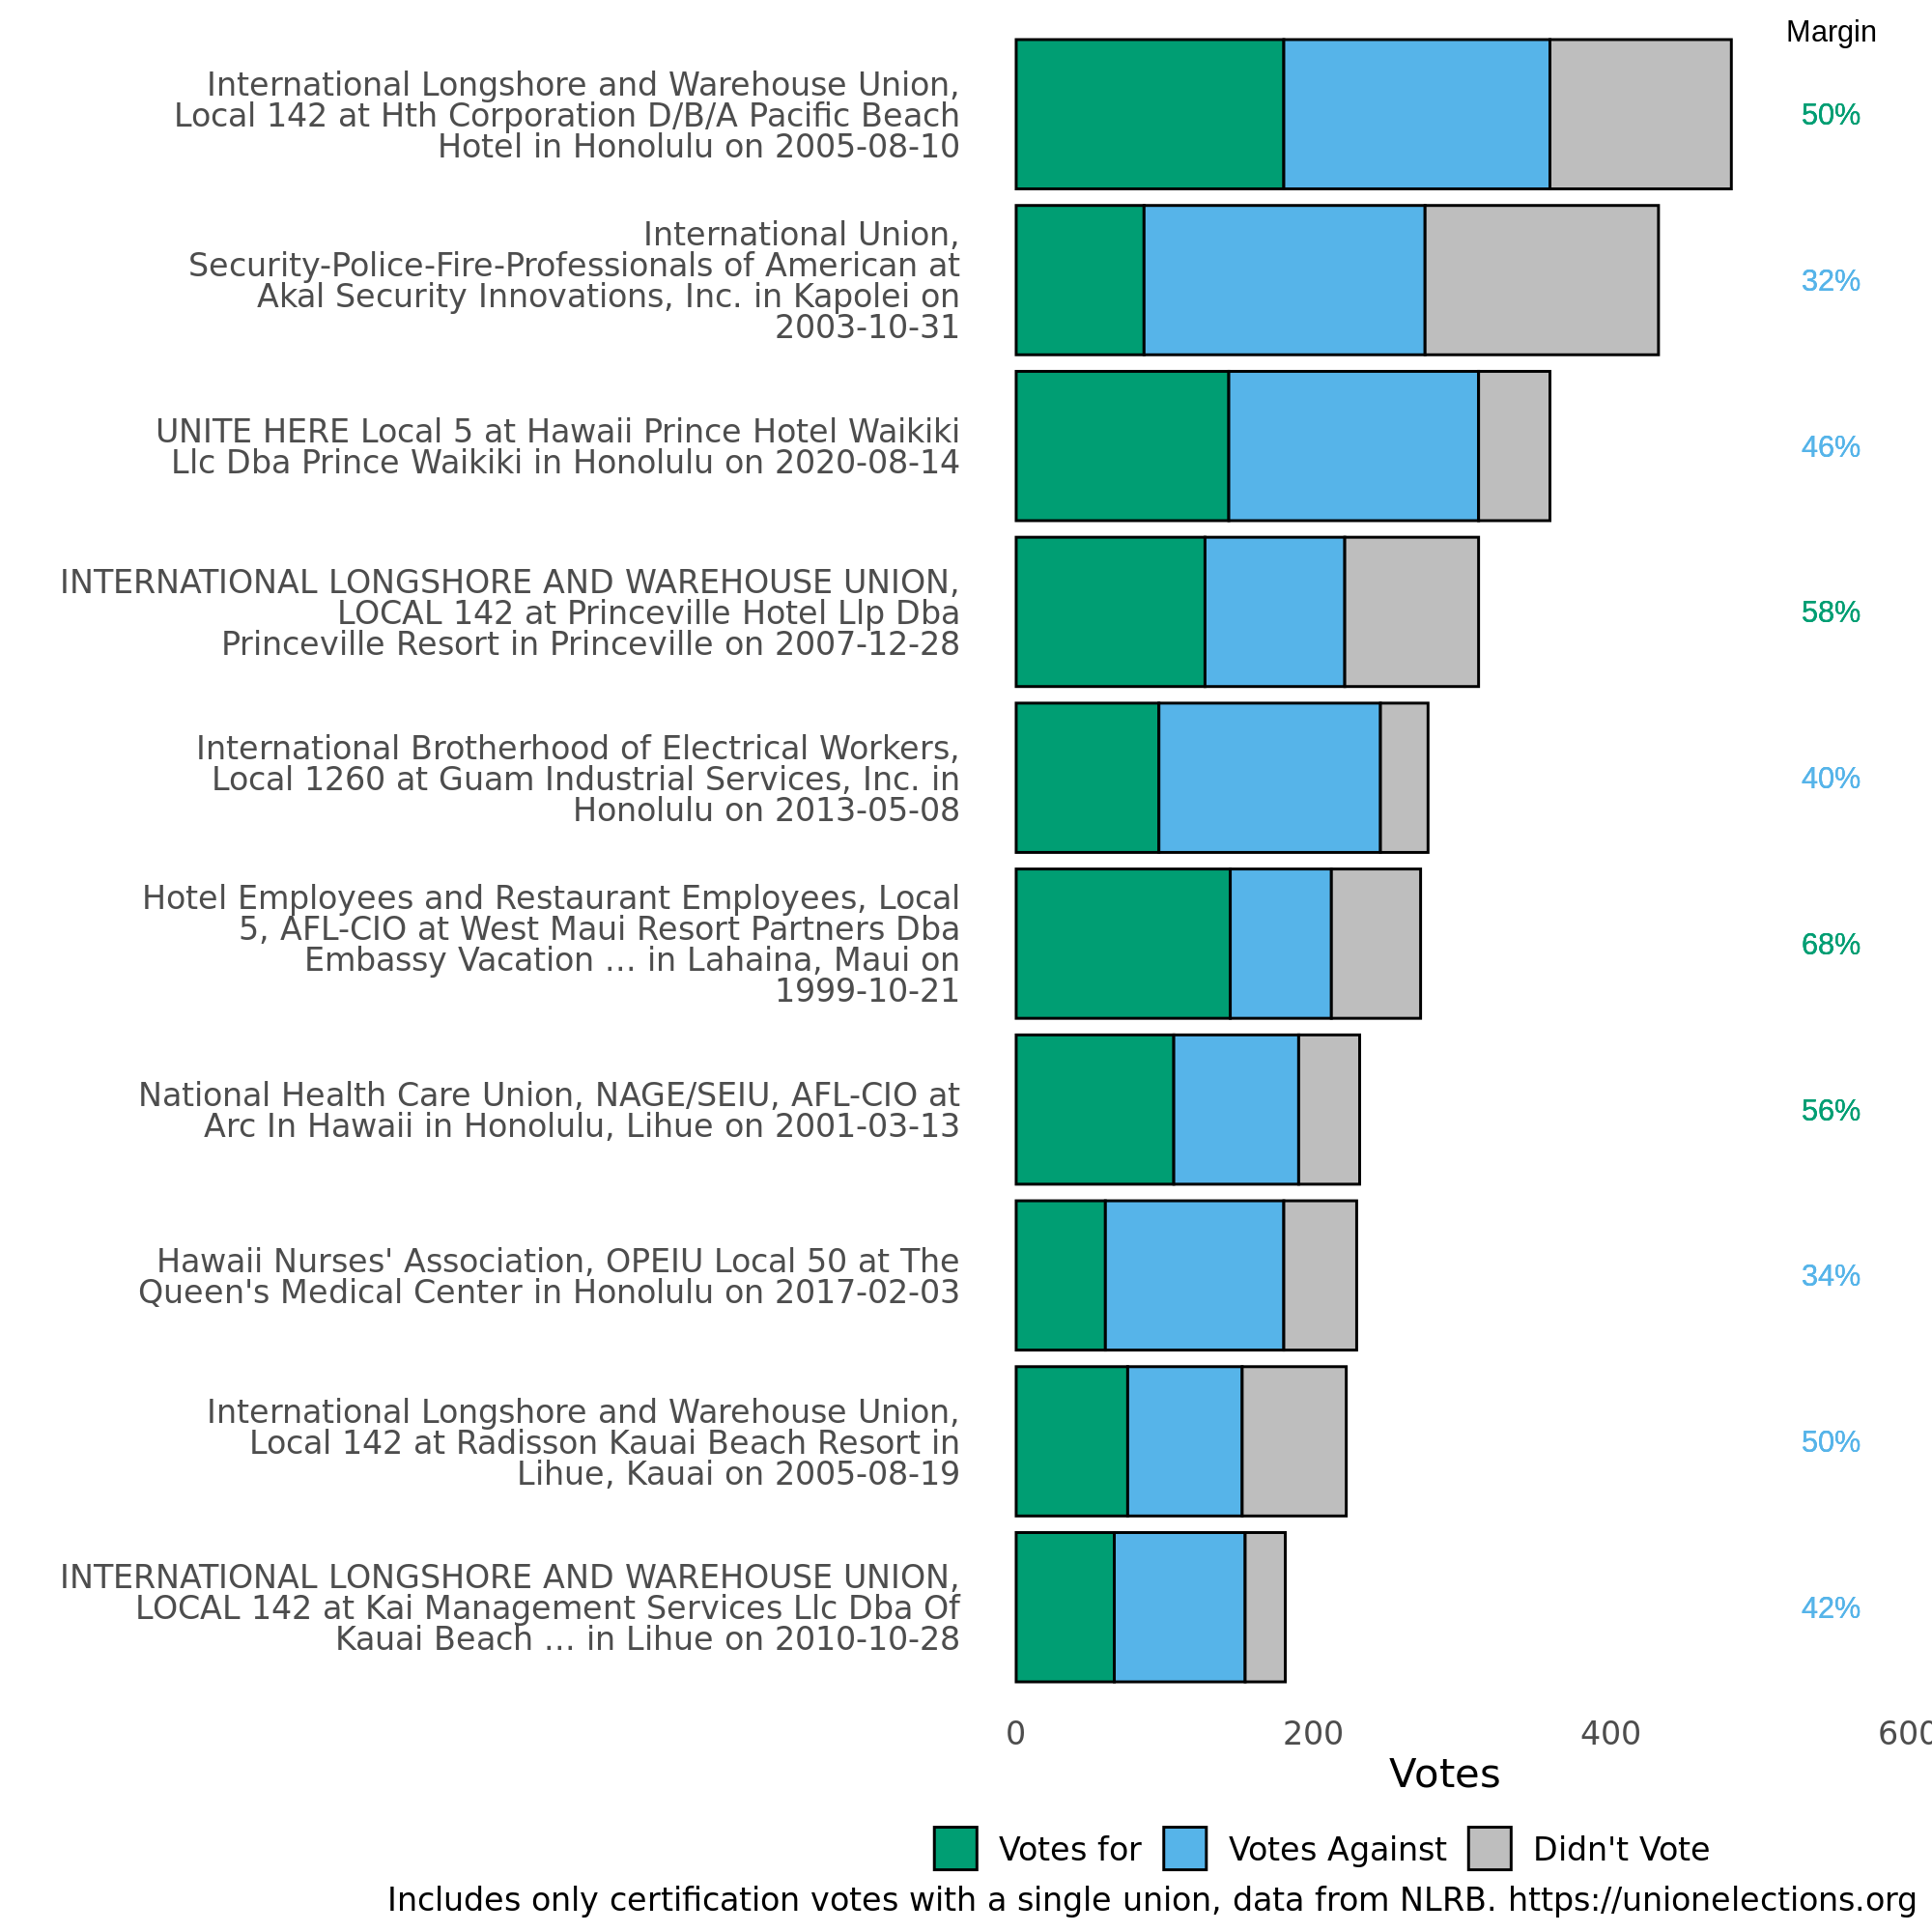 Margin
International Longshore and Warehouse Union,
Local 142 at Hth Corporation D/B/A Pacific Beach
Hotel in Honolulu on 2005-08-10
50%
International Union,
Security-Police-Fire-Professionals of American at
Akal Security Innovations, Inc. in Kapolei on
2003-10-31
32%
UNITE HERE Local 5 at Hawaii Prince Hotel Waikiki
Llc Dba Prince Waikiki in Honolulu on 2020-08-14
46%
INTERNATIONAL LONGSHORE AND WAREHOUSE UNION,
LOCAL 142 at Princeville Hotel Llp Dba
Princeville Resort in Princeville on 2007-12-28
58%
International Brotherhood of Electrical Workers,
Local 1260 at Guam Industrial Services, Inc. in
Honolulu on 2013-05-08
40%
Hotel Employees and Restaurant Employees, Local
5, AFL-CIO at West Maui Resort Partners Dba
Embassy Vacation ... in Lahaina, Maui on
1999-10-21
68%
National Health Care Union, NAGE/SEIU, AFL-CIO at
Arc In Hawaii in Honolulu, Lihue on 2001-03-13
56%
Hawaii Nurses' Association, OPEIU Local 50 at The
Queen's Medical Center in Honolulu on 2017-02-03
34%
International Longshore and Warehouse Union,
Local 142 at Radisson Kauai Beach Resort in
Lihue, Kauai on 2005-08-19
50%
INTERNATIONAL LONGSHORE AND WAREHOUSE UNION,
LOCAL 142 at Kai Management Services Llc Dba Of
Kauai Beach ... in Lihue on 2010-10-28
42%
0 200 400 600
Votes
Votes for Votes Against Didn't Vote
Includes only certification votes with a single union, data from NLRB. https://unionelections.org